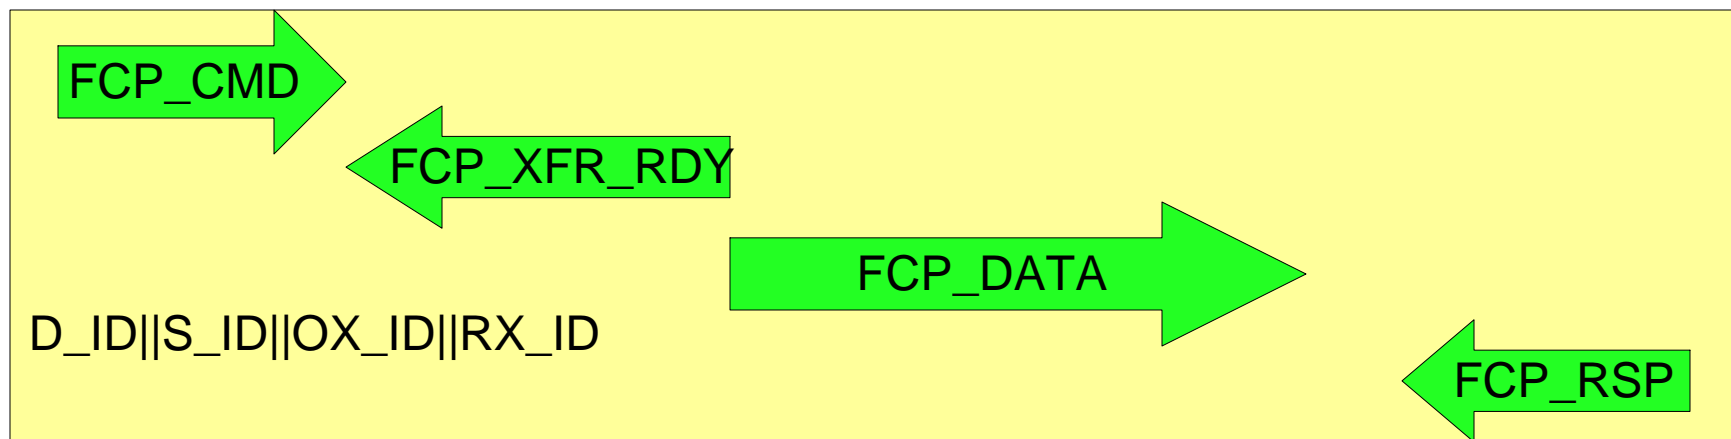 FCP_CMD
FCP_XFR_RDY
FCP_DATA
D_ID||S_ID||OX_ID||RX_ID
FCP_RSP